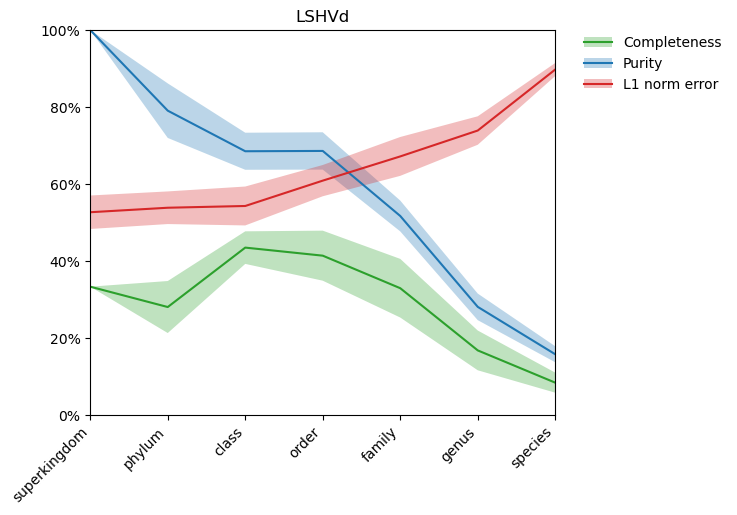 LSHVd
100%
80%
60%
40%
20%
0%
superkingdom
phylum
class
order
family
genus
species
Completeness
Purity
L1 norm error